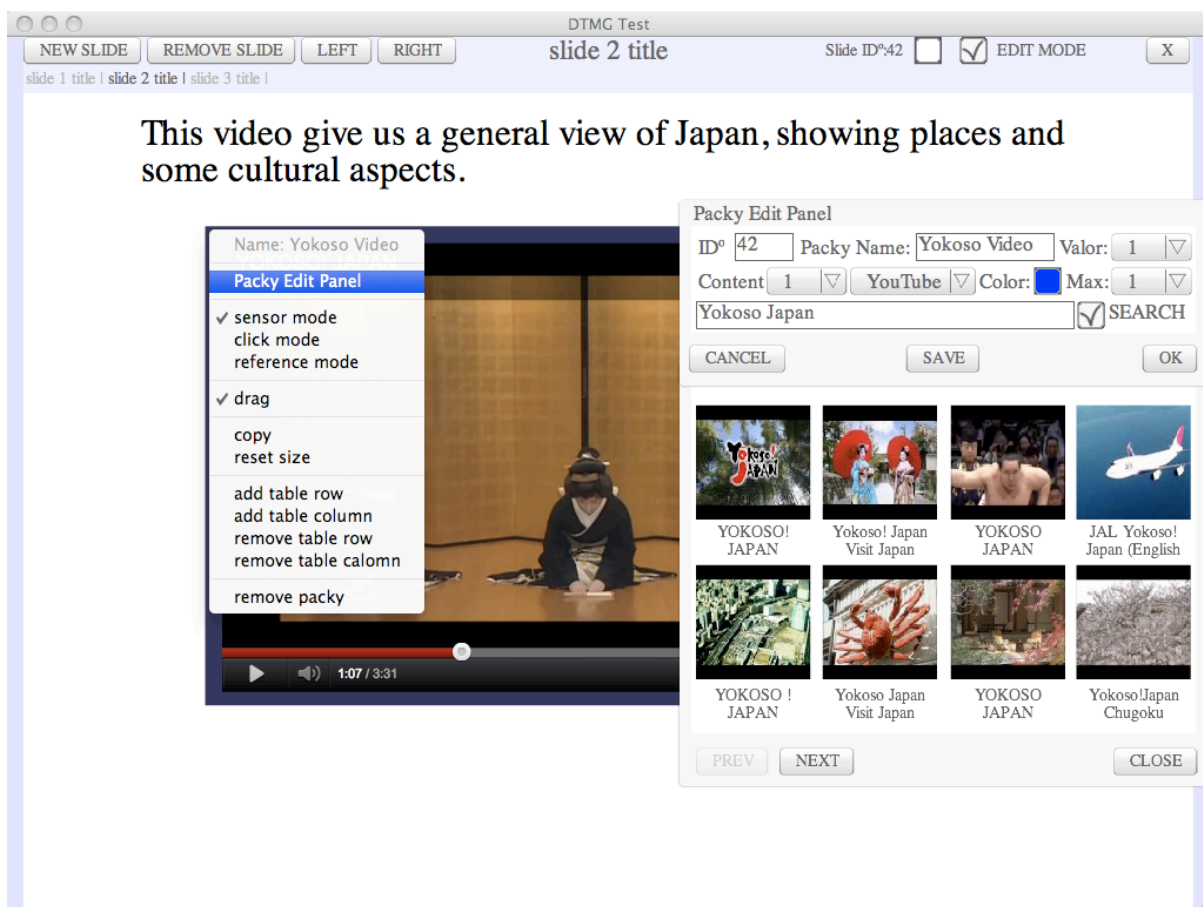 DTMG Test
NEW SLIDE REMOVE SLIDE LEFT RIGHT slide 2 title Slide IDº:42 EDIT MODE X
slide 1 title | slide 2 title | slide 3 title |
This video give us a general view of Japan, showing places and
some cultural aspects.
Name: Yokoso Video
YOKOSO! JAPAN
Packy Edit Panel
sensor mode
click mode
reference mode
drag
copy
reset size
add table row
add table column
remove table row
remove table calomn
remove packy
1:07 / 3:31
Packy Edit Panel
IDº 42 Packy Name: Yokoso Video Valor: 1
Content 1 YouTube Color: Max: 1
Yokoso Japan SEARCH
CANCEL SAVE OK
Yokoso! JAPAN
YOKOSO! JAPAN
Yokoso! Japan Visit Japan
YOKOSO JAPAN
JAL Yokoso! Japan (English
YOKOSO ! JAPAN
Yokoso Japan Visit Japan
YOKOSO JAPAN
Yokoso!Japan Chugoku
PREV NEXT CLOSE